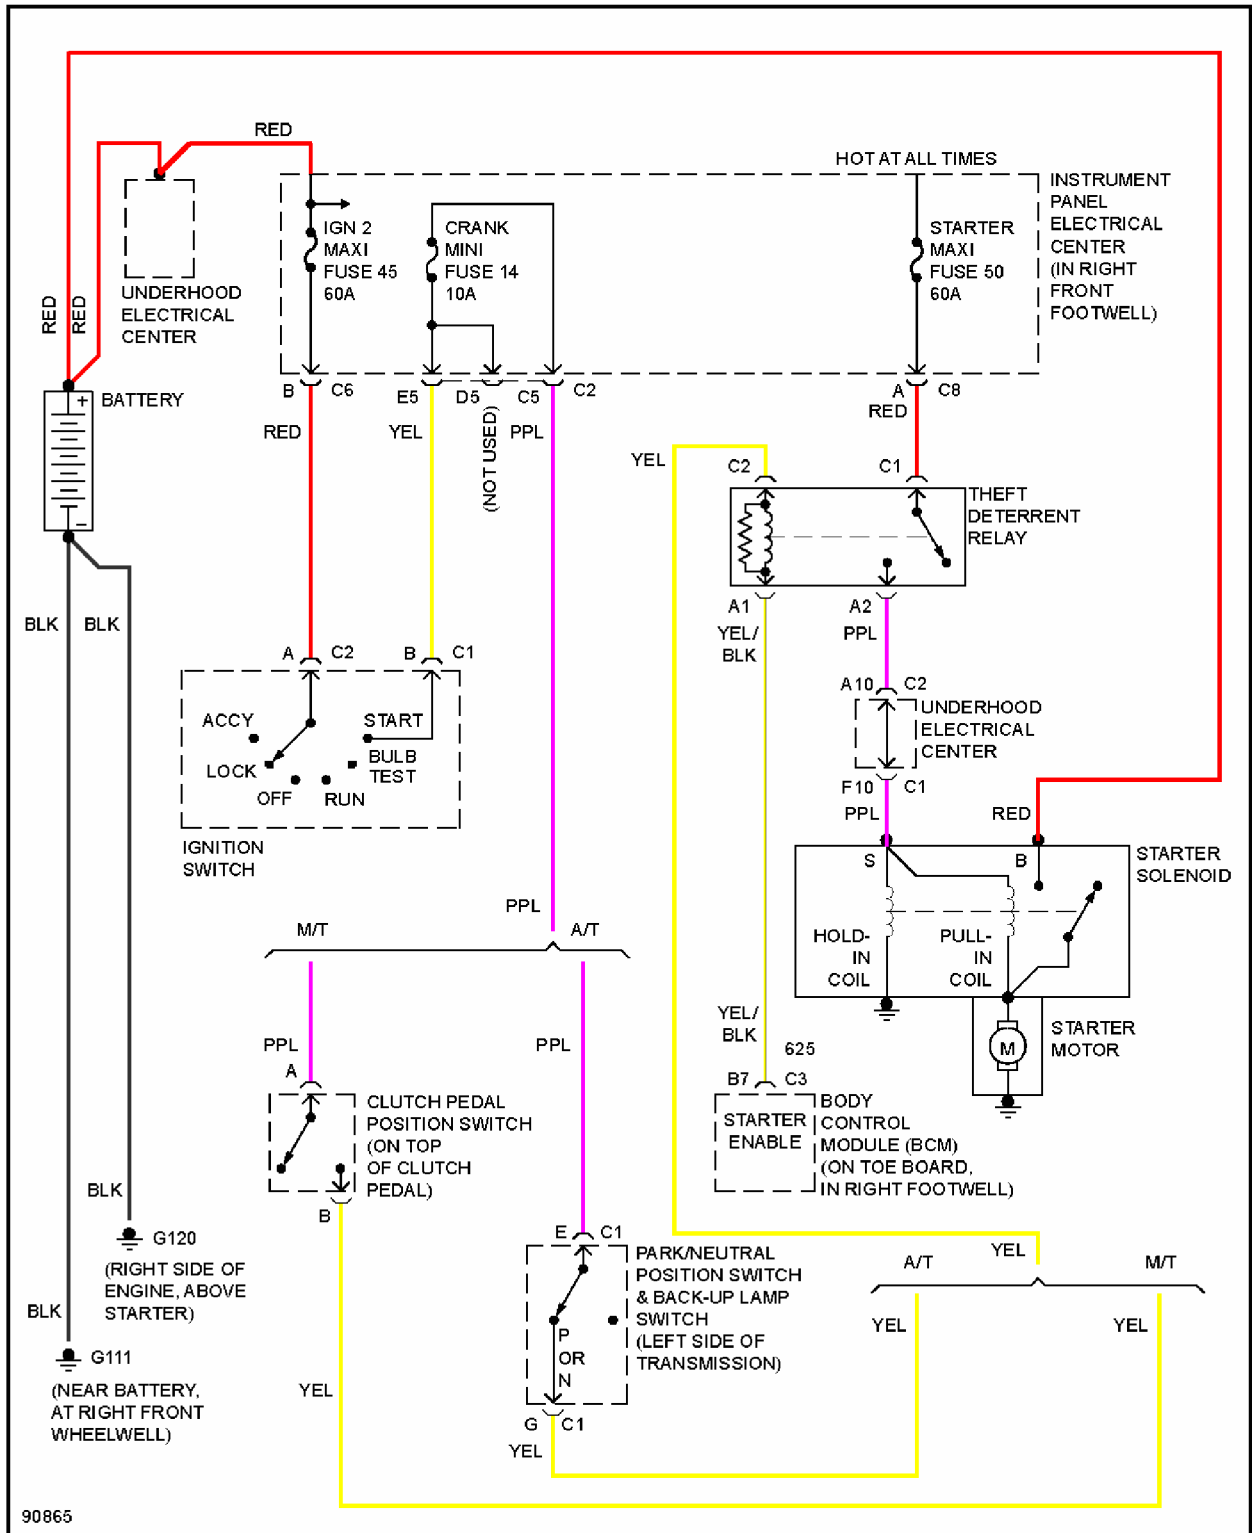 RED
HOT AT ALL TIMES
INSTRUMENT
PANEL
ELECTRICAL
CENTER
(IN RIGHT
FRONT
FOOTWELL)
IGN 2
MAXI
FUSE 45
60A
CRANK
MINI
FUSE 14
10A
STARTER
MAXI
FUSE 50
60A
UNDERHOOD
ELECTRICAL
CENTER
RED
RED
BATTERY
+
−
B
C6
E5
D5
C5
C2
A
C8
RED
RED
YEL
(NOT USED)
PPL
YEL
C2
C1
THEFT
DETERRENT
RELAY
A1
A2
YEL/
BLK
PPL
BLK
BLK
A
C2
B
C1
A10
C2
UNDERHOOD
ELECTRICAL
CENTER
ACCY
START
LOCK
BULB
TEST
OFF
RUN
IGNITION
SWITCH
F10
C1
PPL
RED
S
B
STARTER
SOLENOID
HOLD-
IN
COIL
PULL-
IN
COIL
PPL
M/T
A/T
STARTER
MOTOR
M
YEL/
BLK
625
PPL
PPL
A
B7
C3
STARTER
ENABLE
BODY
CONTROL
MODULE (BCM)
(ON TOE BOARD,
IN RIGHT FOOTWELL)
CLUTCH PEDAL
POSITION SWITCH
(ON TOP
OF CLUTCH
PEDAL)
B
BLK
G120
(RIGHT SIDE OF
ENGINE, ABOVE
STARTER)
E
C1
PARK/NEUTRAL
POSITION SWITCH
& BACK-UP LAMP
SWITCH
(LEFT SIDE OF
TRANSMISSION)
P
OR
N
YEL
A/T
M/T
BLK
YEL
YEL
G111
(NEAR BATTERY,
AT RIGHT FRONT
WHEELWELL)
YEL
G
C1
YEL
90865